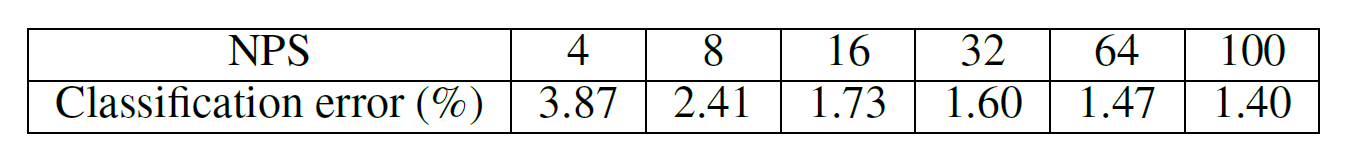 NPS 4 8 16 32 64 100
Classification error (%) 3.87 2.41 1.73 1.60 1.47 1.40